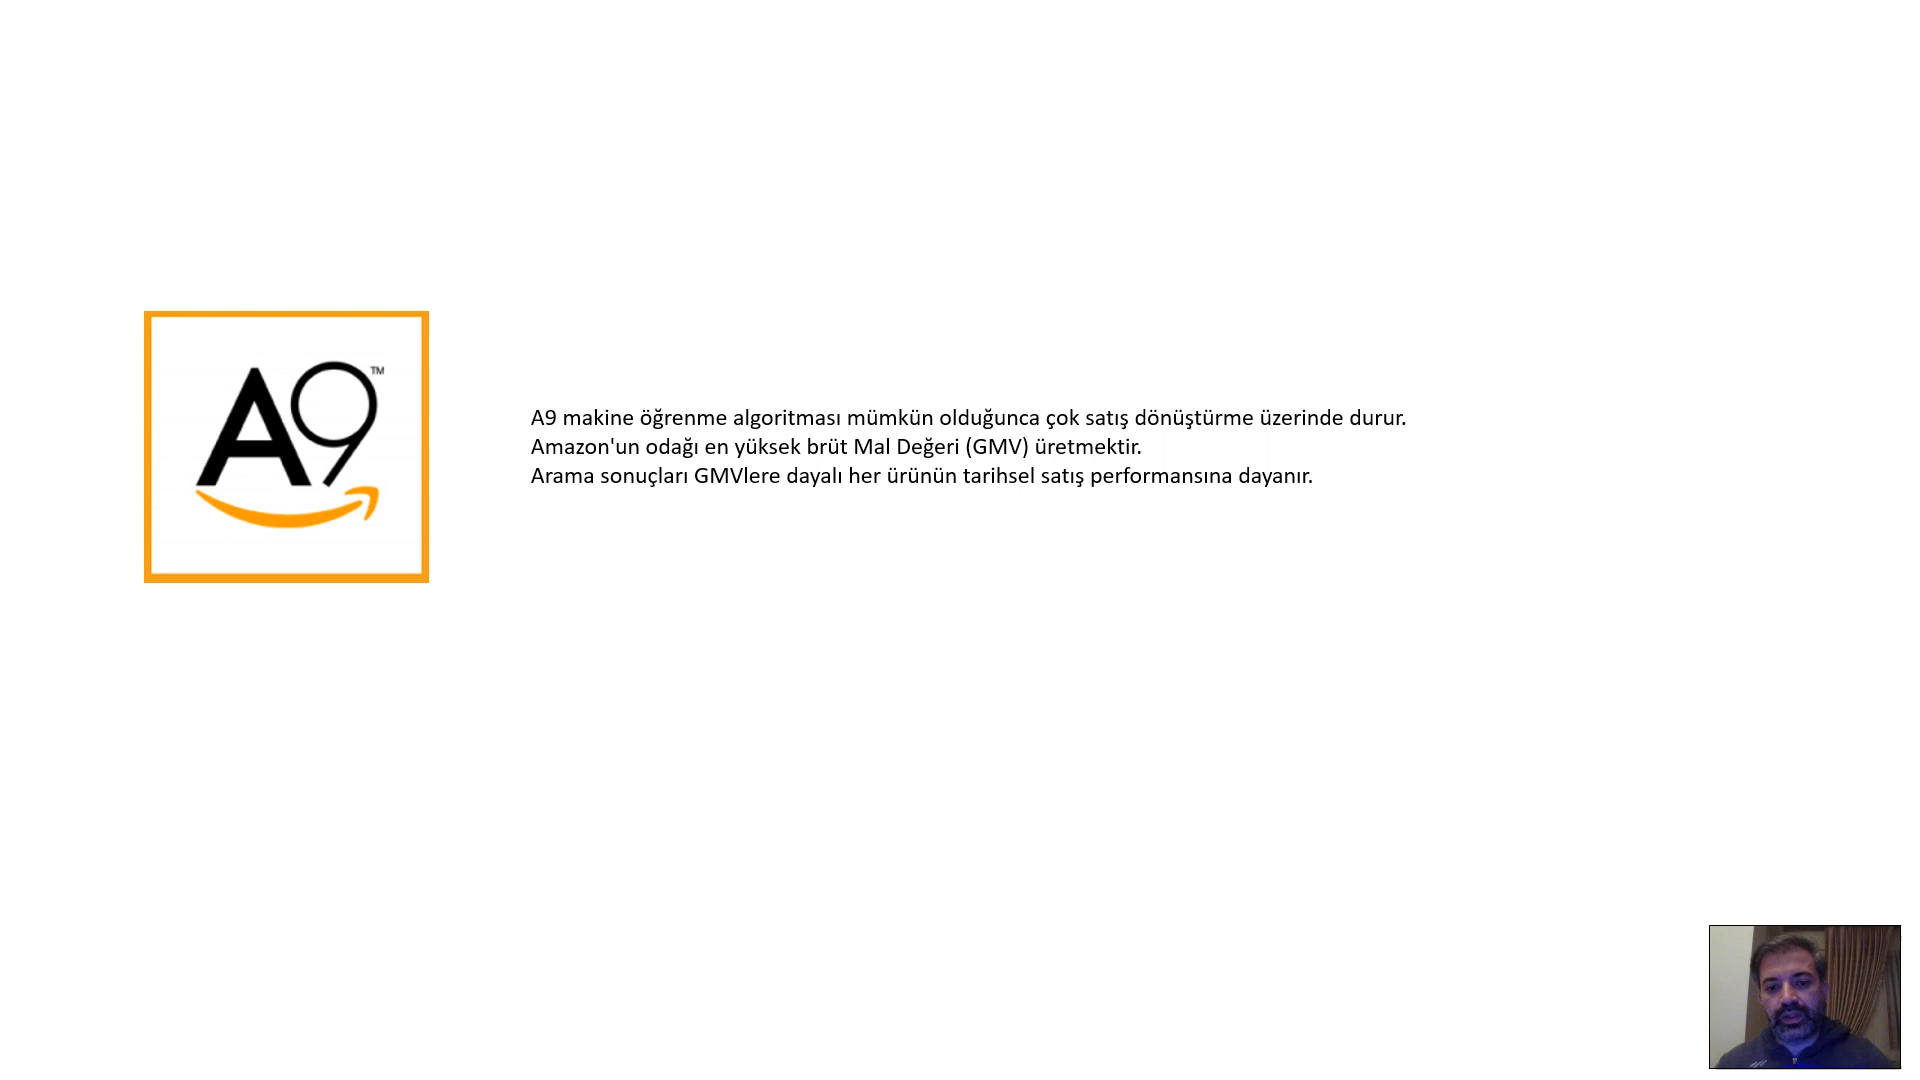 A9™
A9 makine öğrenme algoritması mümkün olduğunca çok satış dönüştürme üzerinde durur.
Amazon'un odağı en yüksek brüt Mal Değeri (GMV) üretmektir.
Arama sonuçları GMVlere dayalı her ürünün tarihsel satış performansına dayanır.